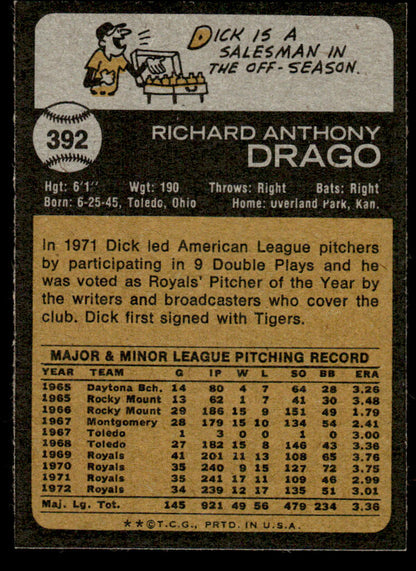 DICK IS A
SALESMAN IN
THE OFF-SEASON.
392
RICHARD ANTHONY
DRAGO
Hgt: 6'1" Wgt: 190 Throws: Right Bats: Right
Born: 6-25-45, Toledo, Ohio Home: Overland Park, Kan.
In 1971 Dick led American League pitchers
by participating in 9 Double Plays and he
was voted as Royals' Pitcher of the Year by
the writers and broadcasters who cover the
club. Dick first signed with Tigers.
MAJOR & MINOR LEAGUE PITCHING RECORD
YEAR TEAM G IP W L SO BB ERA
1965 Daytona Bch. 14 80 4 7 64 28 3.26
1965 Rocky Mount 13 62 1 7 41 30 3.48
1966 Rocky Mount 29 186 15 9 151 49 1.79
1967 Montgomery 28 179 15 10 134 54 2.41
1967 Toledo 1 3 0 0 1 1 3.00
1968 Toledo 27 182 15 8 146 43 3.36
1969 Royals 41 201 11 13 108 65 3.76
1970 Royals 35 240 9 15 127 72 3.75
1971 Royals 35 241 17 11 109 46 2.99
1972 Royals 34 239 12 17 135 51 3.01
Maj. Lg. Tot. 145 921 49 56 479 234 3.36
**©T.C.G., PRTD. IN U.S.A.